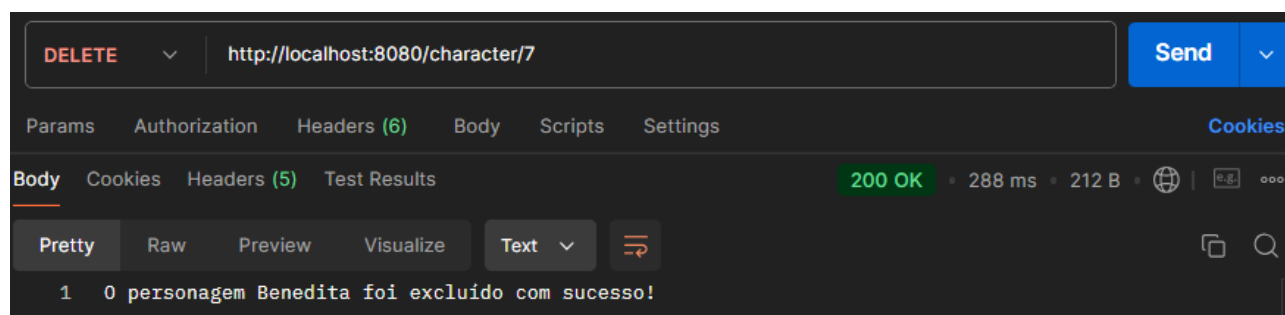 DELETE http://localhost:8080/character/7 Send
Params Authorization Headers (6) Body Scripts Settings Cookies
Body Cookies Headers (5) Test Results 200 OK 288 ms 212 B e.g.
Pretty Raw Preview Visualize Text
1 O personagem Benedita foi excluído com sucesso!